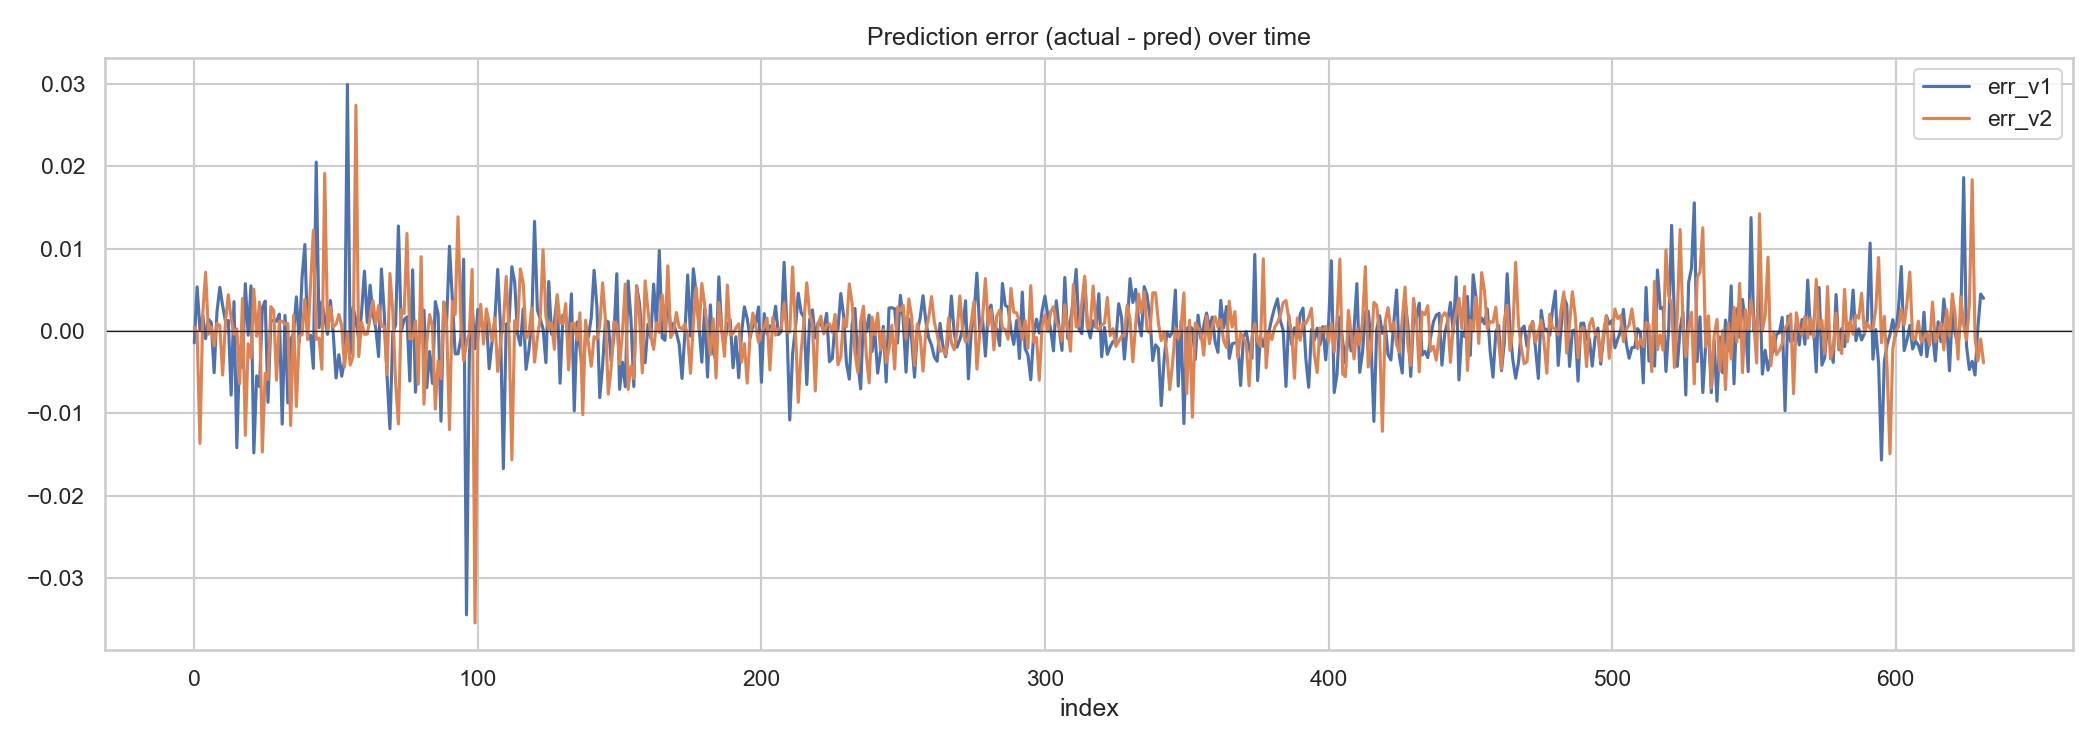 Prediction error (actual - pred) over time
err_v1
err_v2
0.03
0.02
0.01
0.00
−0.01
−0.02
−0.03
0 100 200 300 400 500 600
index